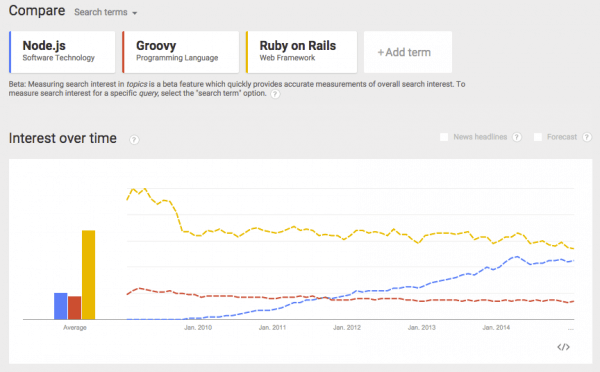 Compare Search terms
Node.js
Software Technology
Groovy
Programming Language
Ruby on Rails
Web Framework
+Add term
Beta: Measuring search interest in topics is a beta feature which quickly provides accurate measurements of overall search interest. To
measure search interest for a specific query, select the "search term" option. ?
Interest over time ?
News headlines ? Forecast ?
Average Jan. 2010 Jan. 2011 Jan. 2012 Jan. 2013 Jan. 2014 ...
</>